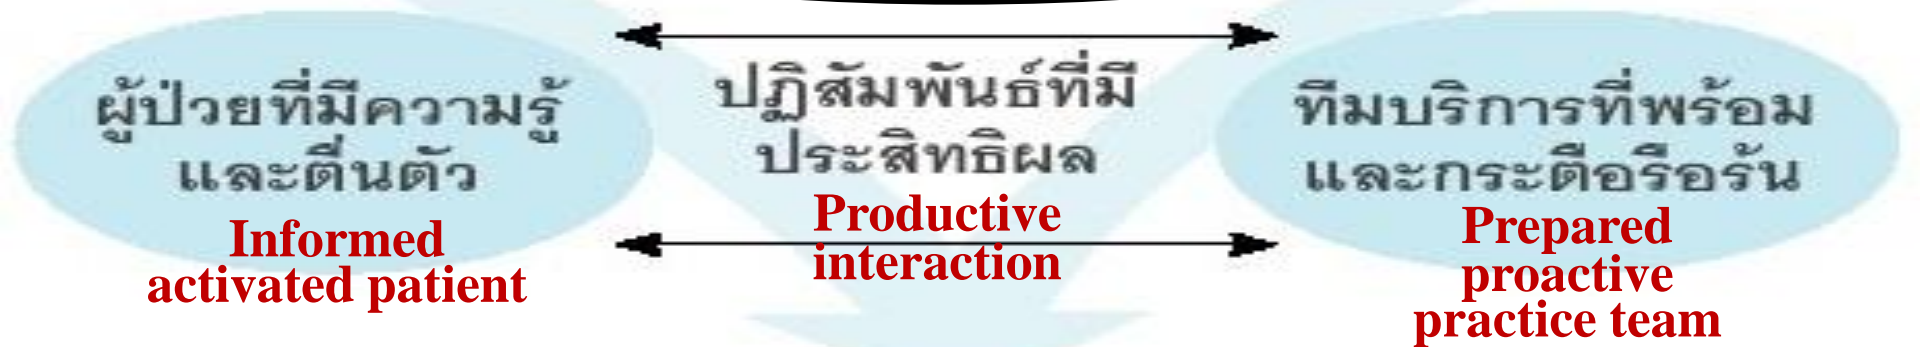 ผู้ป่วยที่มีความรู้
และตื่นตัว
Informed
activated patient
ปฏิสัมพันธ์ที่มี
ประสิทธิผล
Productive
interaction
ทีมบริการที่พร้อม
และกระตือรือร้น
Prepared
proactive
practice team